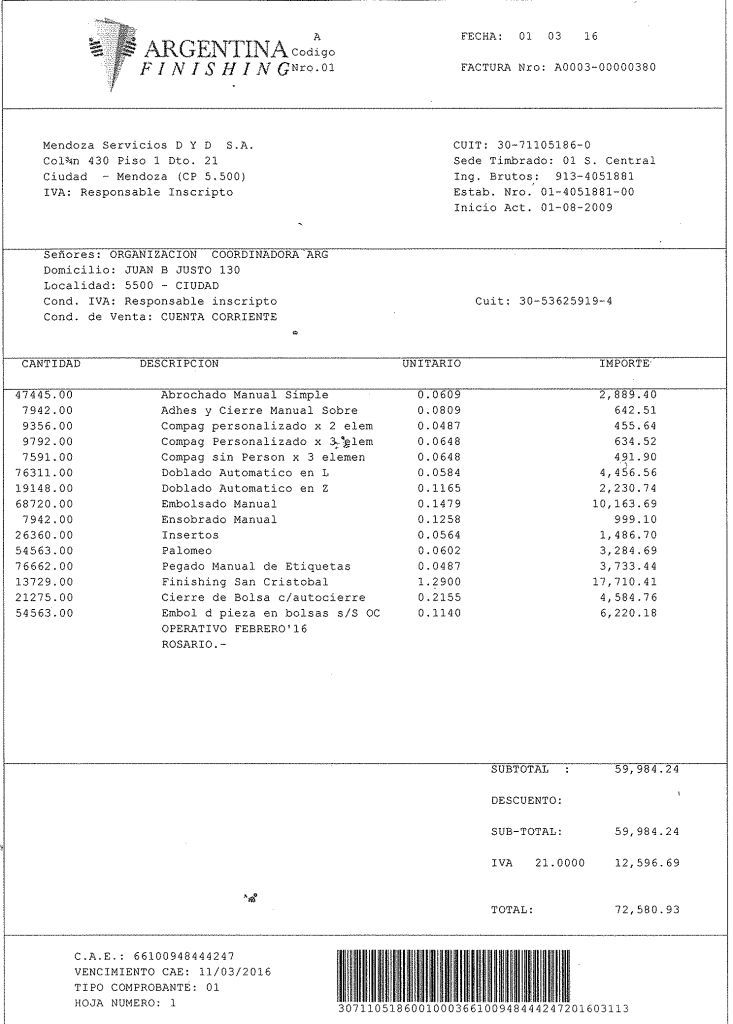 A
ARGENTINA Codigo
FINISHING Nro.01
FECHA: 01 03 16
FACTURA Nro: A0003-00000380
Mendoza Servicios D Y D S.A.
Col¾n 430 Piso 1 Dto. 21
Ciudad - Mendoza (CP 5.500)
IVA: Responsable Inscripto
CUIT: 30-71105186-0
Sede Timbrado: 01 S. Central
Ing. Brutos: 913-4051881
Estab. Nro. 01-4051881-00
Inicio Act. 01-08-2009
Señores: ORGANIZACION COORDINADORA ARG
Domicilio: JUAN B JUSTO 130
Localidad: 5500 - CIUDAD
Cond. IVA: Responsable inscripto Cuit: 30-53625919-4
Cond. de Venta: CUENTA CORRIENTE
CANTIDAD DESCRIPCION UNITARIO IMPORTE
47445.00 Abrochado Manual Simple 0.0609 2,889.40
7942.00 Adhes y Cierre Manual Sobre 0.0809 642.51
9356.00 Compag personalizado x 2 elem 0.0487 455.64
9792.00 Compag Personalizado x 3 elem 0.0648 634.52
7591.00 Compag sin Person x 3 elemen 0.0648 491.90
76311.00 Doblado Automatico en L 0.0584 4,456.56
19148.00 Doblado Automatico en Z 0.1165 2,230.74
68720.00 Embolsado Manual 0.1479 10,163.69
7942.00 Ensobrado Manual 0.1258 999.10
26360.00 Insertos 0.0564 1,486.70
54563.00 Palomeo 0.0602 3,284.69
76662.00 Pegado Manual de Etiquetas 0.0487 3,733.44
13729.00 Finishing San Cristobal 1.2900 17,710.41
21275.00 Cierre de Bolsa c/autocierre 0.2155 4,584.76
54563.00 Embol d pieza en bolsas s/S OC 0.1140 6,220.18
OPERATIVO FEBRERO'16
ROSARIO.-
SUBTOTAL : 59,984.24
DESCUENTO:
SUB-TOTAL: 59,984.24
IVA 21.0000 12,596.69
TOTAL: 72,580.93
C.A.E.: 66100948444247
VENCIMIENTO CAE: 11/03/2016
TIPO COMPROBANTE: 01
HOJA NUMERO: 1
3071105186001000366100948444247201603113